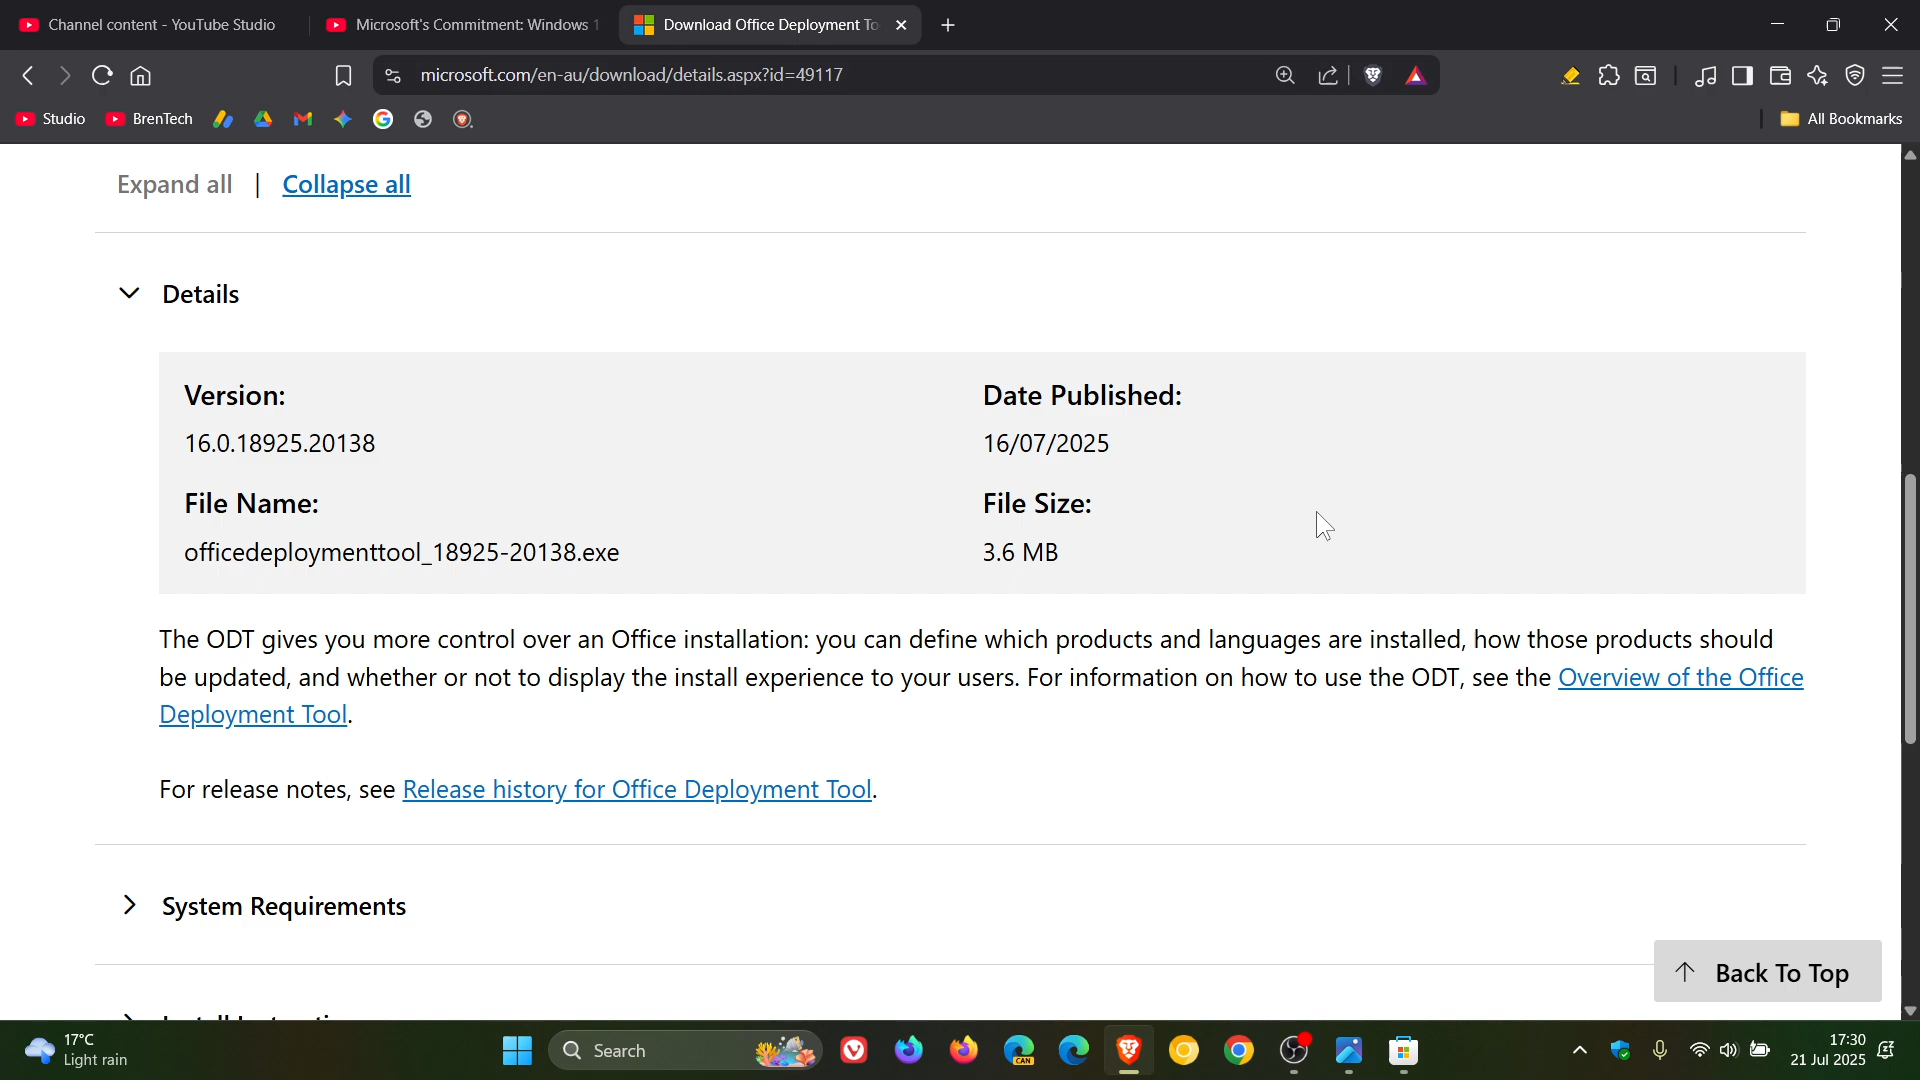 Channel content - YouTube Studio
Microsoft's Commitment: Windows 1
Download Office Deployment To
microsoft.com/en-au/download/details.aspx?id=49117
Studio
BrenTech
All Bookmarks
Expand all | Collapse all
Details
Version:
16.0.18925.20138
Date Published:
16/07/2025
File Name:
officedeploymenttool_18925-20138.exe
File Size:
3.6 MB
The ODT gives you more control over an Office installation: you can define which products and languages are installed, how those products should
be updated, and whether or not to display the install experience to your users. For information on how to use the ODT, see the Overview of the Office
Deployment Tool.
For release notes, see Release history for Office Deployment Tool.
System Requirements
Back To Top
17°C
Light rain
Search
CAN
17:30
21 Jul 2025